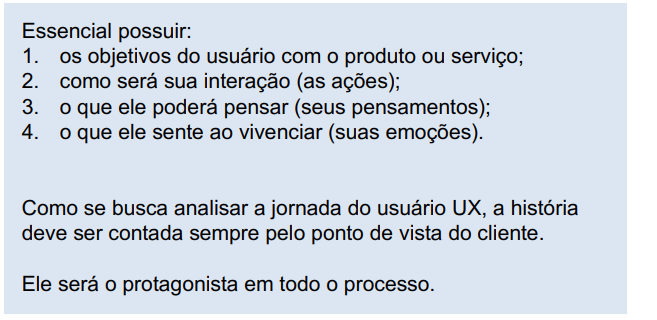 Essencial possuir:
1. os objetivos do usuário com o produto ou serviço;
2. como será sua interação (as ações);
3. o que ele poderá pensar (seus pensamentos);
4. o que ele sente ao vivenciar (suas emoções).
Como se busca analisar a jornada do usuário UX, a história
deve ser contada sempre pelo ponto de vista do cliente.
Ele será o protagonista em todo o processo.